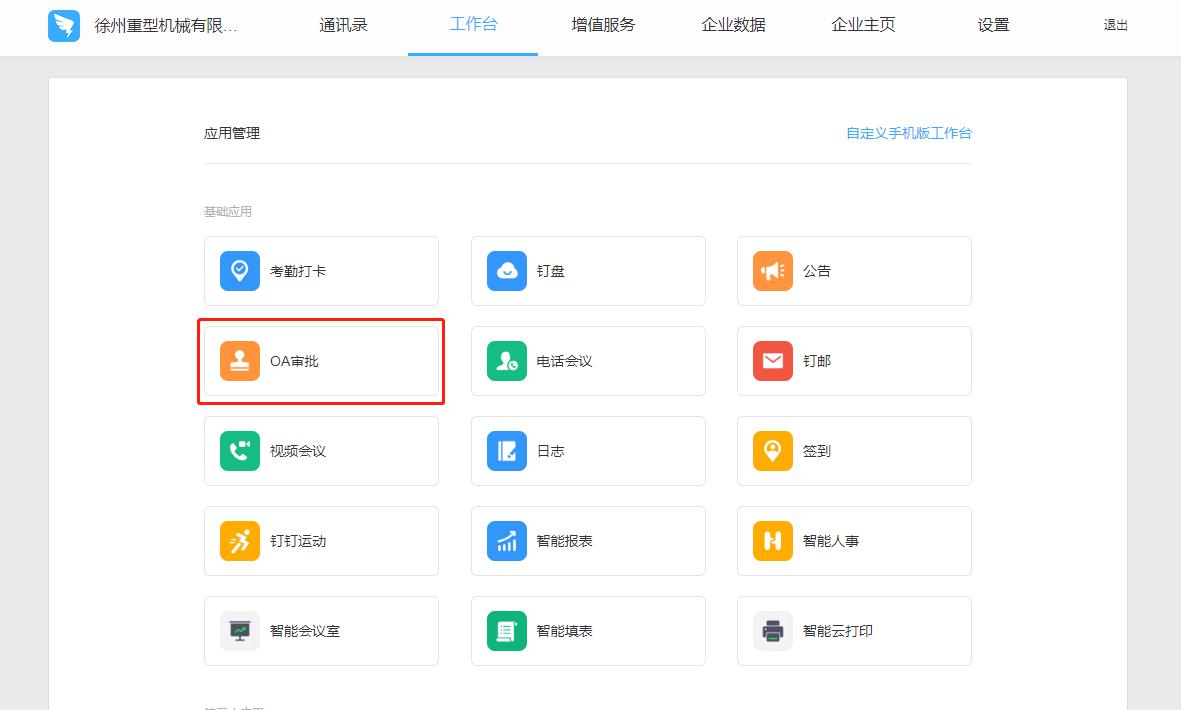 徐州重型机械有限... 通讯录 工作台 增值服务 企业数据 企业主页 设置 退出
应用管理 自定义手机版工作台
基础应用
考勤打卡 钉盘 公告
OA审批 电话会议 钉邮
视频会议 日志 签到
钉钉运动 智能报表 智能人事
智能会议室 智能填表 智能云打印